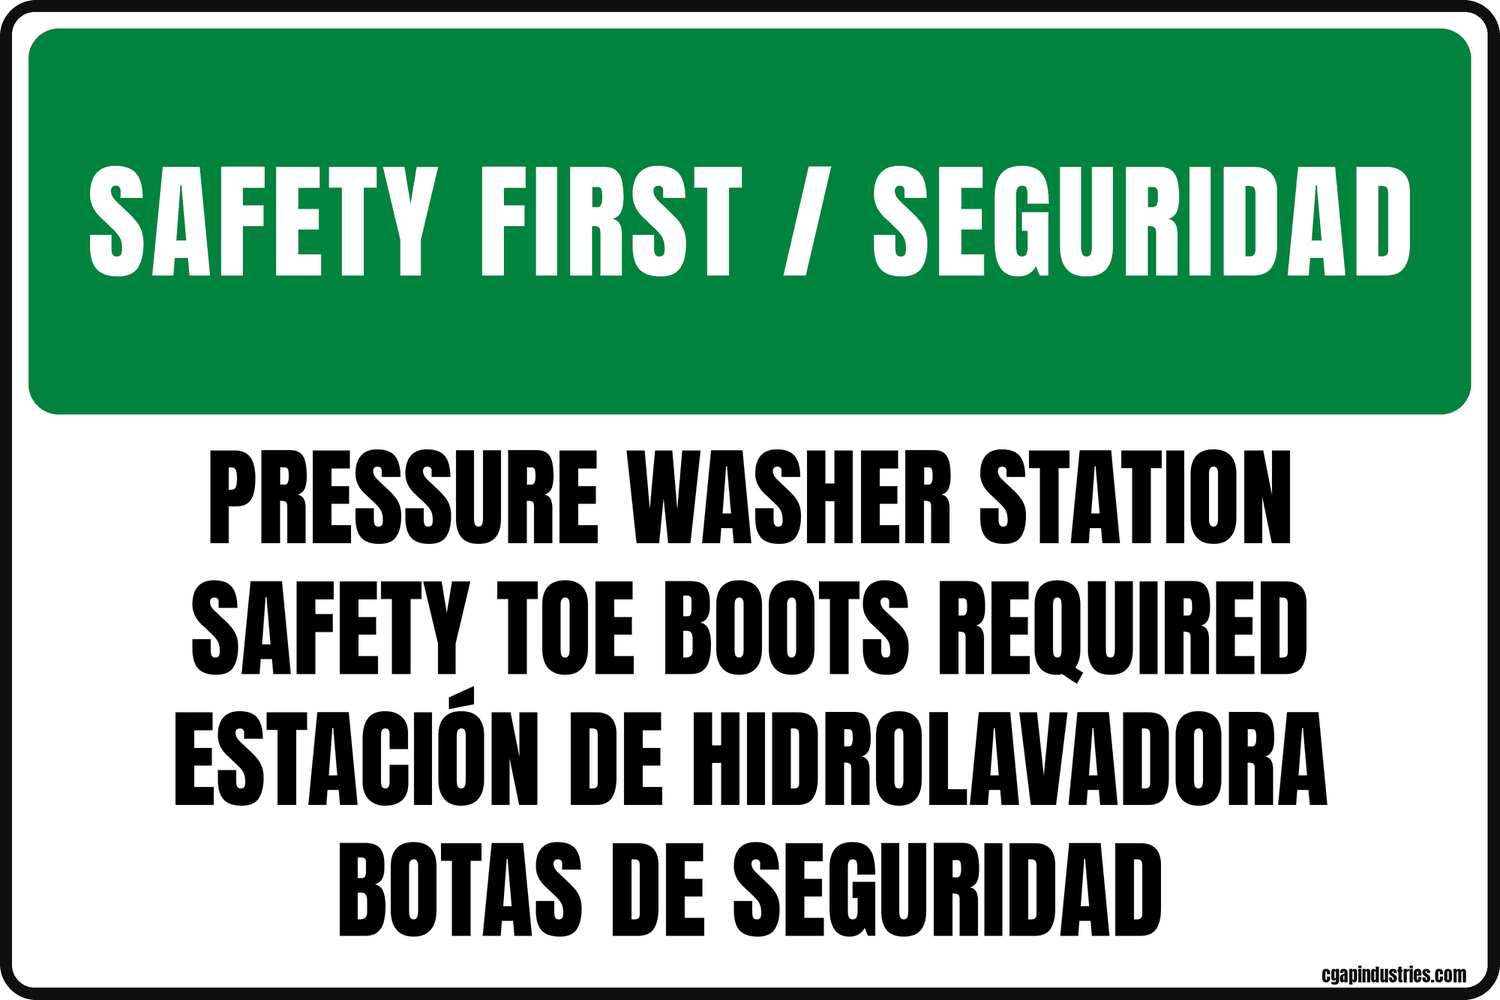 SAFETY FIRST / SEGURIDAD
PRESSURE WASHER STATION
SAFETY TOE BOOTS REQUIRED
ESTACIÓN DE HIDROLAVADORA
BOTAS DE SEGURIDAD
cgapindustries.com